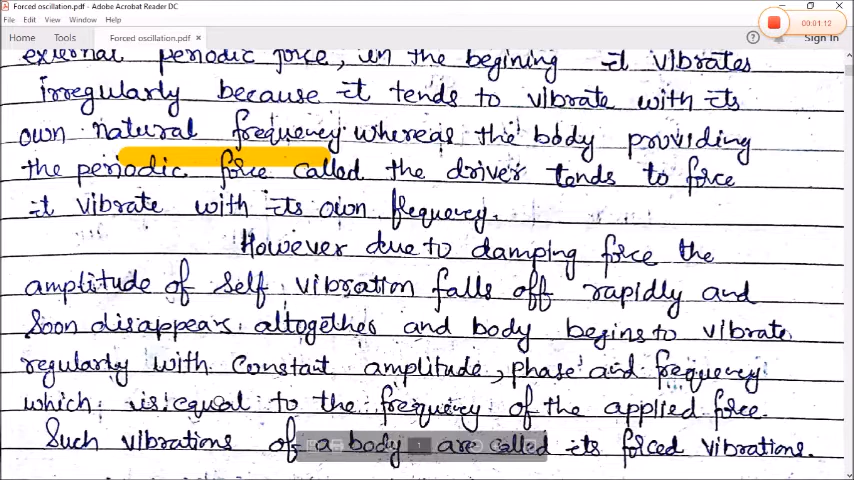 Forced oscillation.pdf - Adobe Acrobat Reader DC
File Edit View Window Help
Home Tools Forced oscillation.pdf × Sign In
00:01:12
external periodic force, in the begining it vibrates
irregularly because it tends to vibrate with its
own natural frequency whereas the body providing
the periodic force called the driver tends to force
it vibrate with its own frequency.
However due to damping force the
amplitude of self vibration falls off rapidly and
Soon disappears altogether and body begins to vibrate
regularly with Constant amplitude, phase and frequency
which is equal to the frequency of the applied force.
Such vibrations of a body are called its forced vibrations.